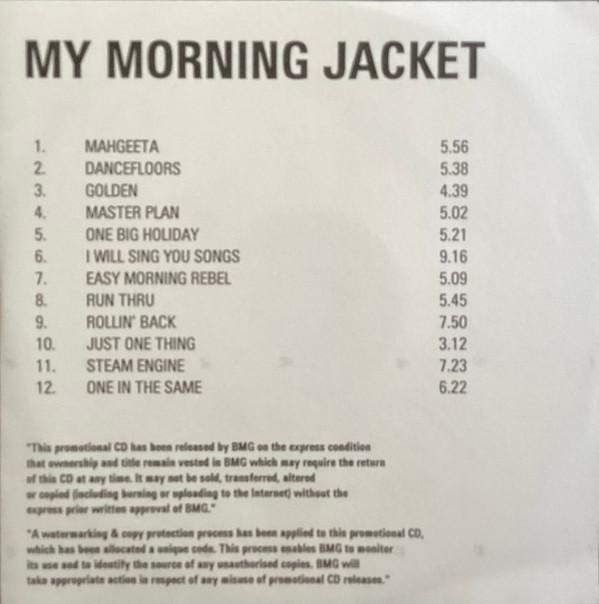 MY MORNING JACKET
1. MAHGEETA 5.56
2. DANCEFLOORS 5.38
3. GOLDEN 4.39
4. MASTER PLAN 5.02
5. ONE BIG HOLIDAY 5.21
6. I WILL SING YOU SONGS 9.16
7. EASY MORNING REBEL 5.09
8. RUN THRU 5.45
9. ROLLIN' BACK 7.50
10. JUST ONE THING 3.12
11. STEAM ENGINE 7.23
12. ONE IN THE SAME 6.22
"This promotional CD has been released by BMG on the express condition
that ownership and title remain vested in BMG which may require the return
of this CD at any time. It may not be sold, transferred, altered
or copied (including burning or uploading to the Internet) without the
express prior written approval of BMG."
"A watermarking & copy protection process has been applied to this promotional CD,
which has been allocated a unique code. This process enables BMG to monitor
its use and to identify the source of any unauthorised copies. BMG will
take appropriate action in respect of any misuse of promotional CD releases."